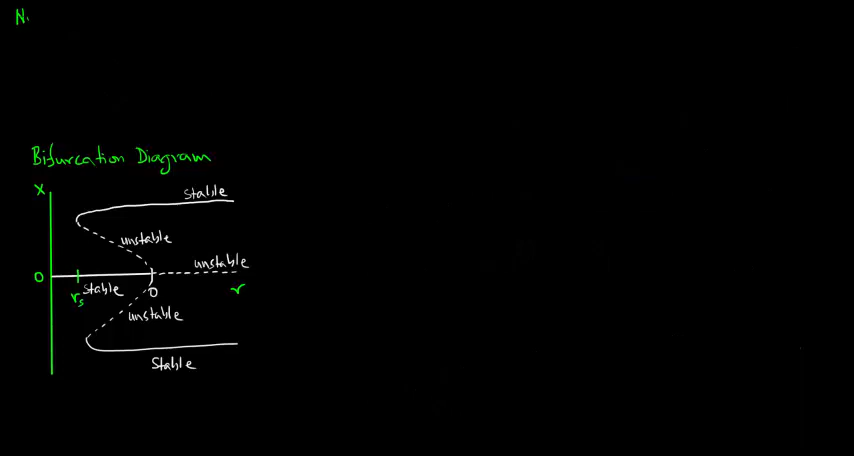 N.
Bifurcation Diagram
x
stable
unstable
unstable
0
stable
rs
0
r
unstable
Stable